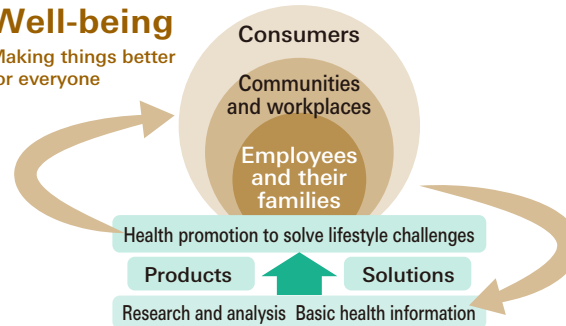 Well-being
Making things better
for everyone
Consumers
Communities
and workplaces
Employees
and their
families
Health promotion to solve lifestyle challenges
Products
Solutions
Research and analysis Basic health information